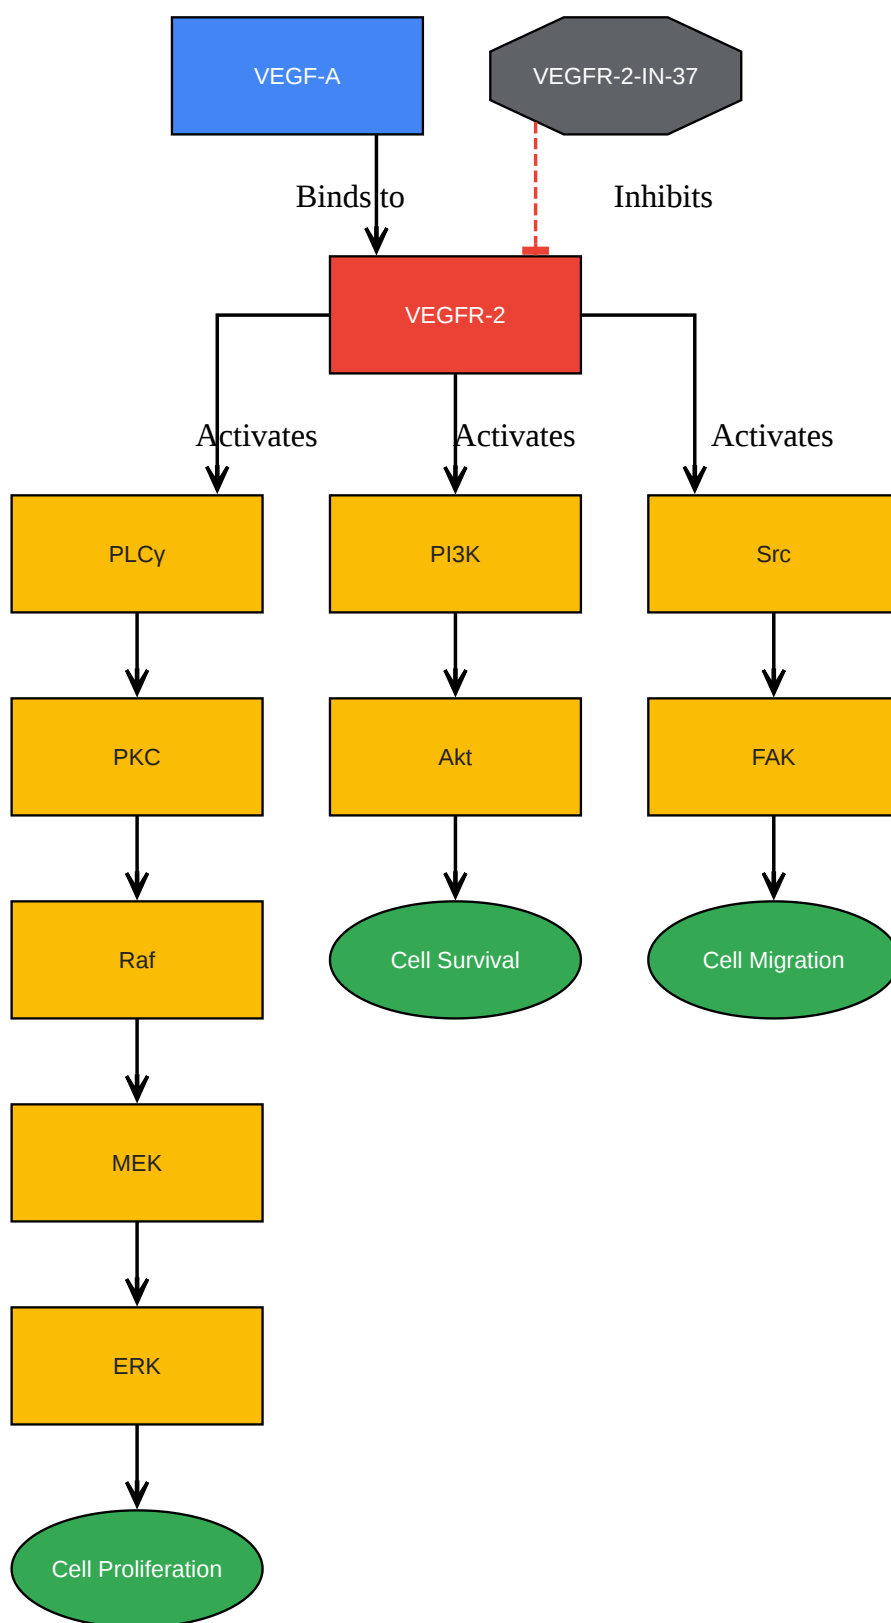 VEGF-A
VEGFR-2-IN-37
Binds to
Inhibits
VEGFR-2
Activates
Activates
Activates
PLCγ
PI3K
Src
PKC
Akt
FAK
Raf
Cell Survival
Cell Migration
MEK
ERK
Cell Proliferation